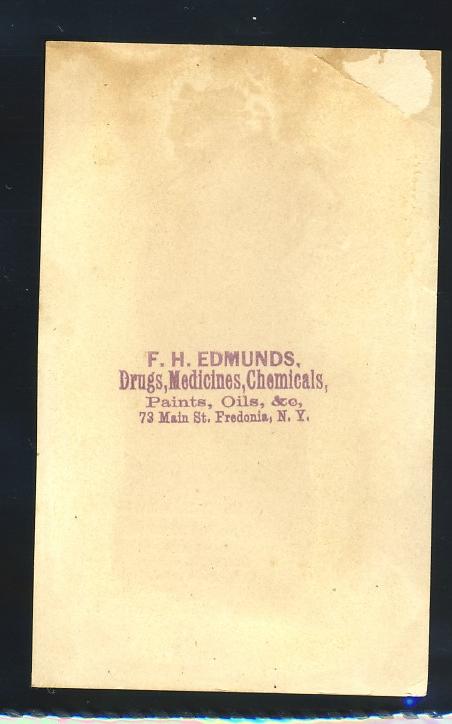 F. H. EDMUNDS,
Drugs, Medicines, Chemicals,
Paints, Oils, &c,
73 Main St. Fredonia, N. Y.